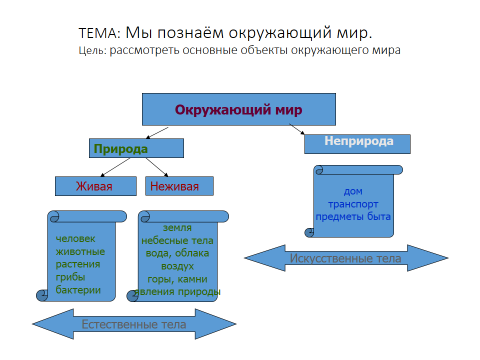 ТЕМА: Мы познаём окружающий мир.
Цель: рассмотреть основные объекты окружающего мира
Окружающий мир
Природа
Неприрода
Живая
Неживая
человек
животные
растения
грибы
бактерии
земля
небесные тела
вода, облака
воздух
горы, камни
явления природы
дом
транспорт
предметы быта
Искусственные тела
Естественные тела